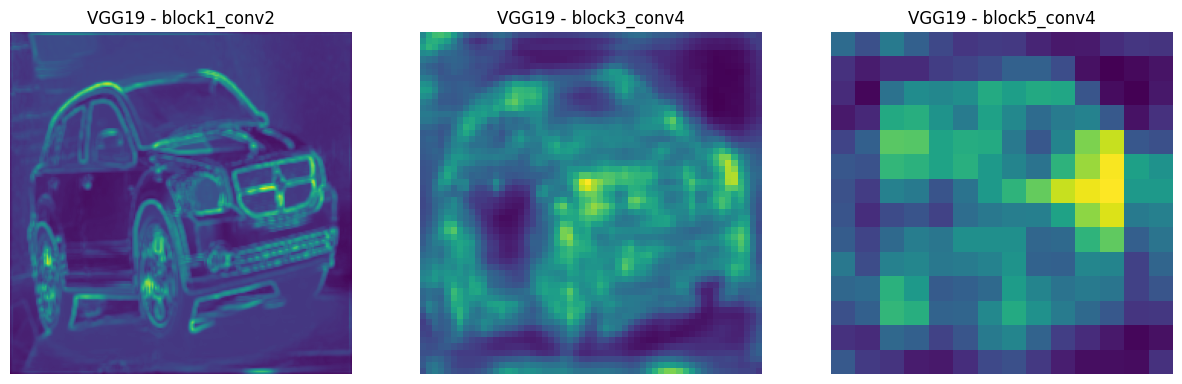 VGG19 - block1_conv2
VGG19 - block3_conv4
VGG19 - block5_conv4